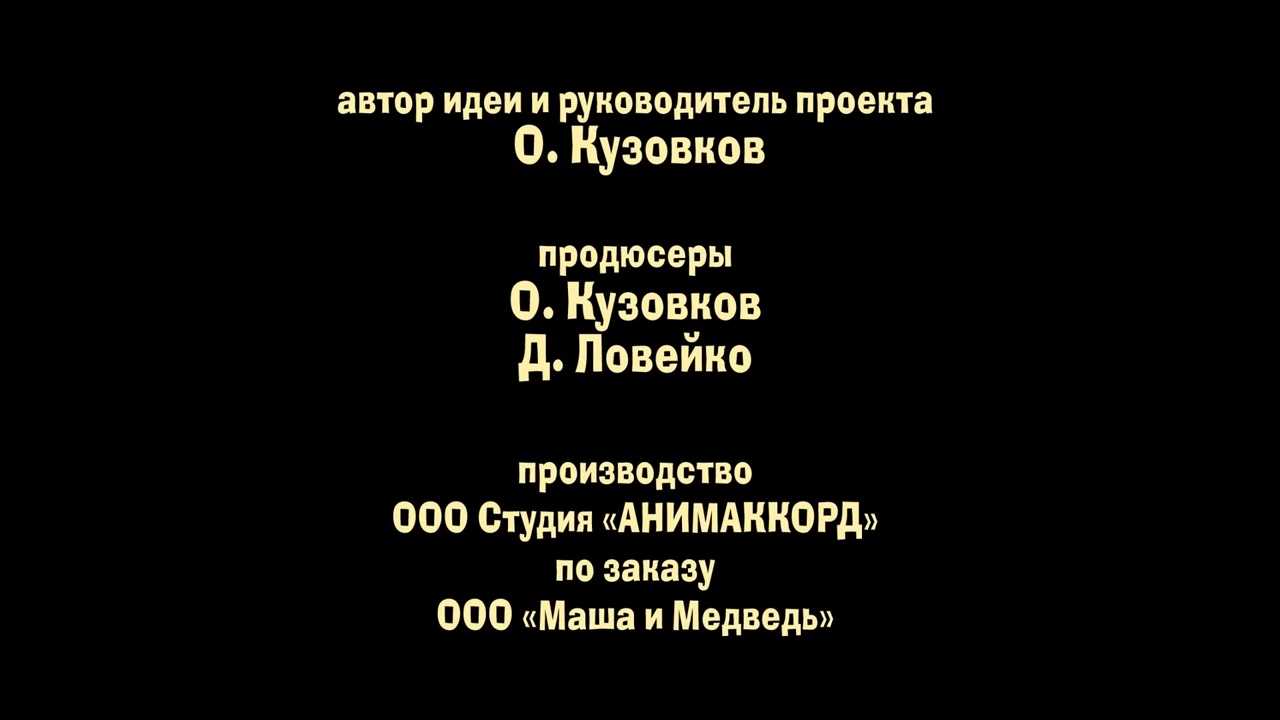 автор идеи и руководитель проекта
О. Кузовков
продюсеры
О. Кузовков
Д. Ловейко
производство
ООО Студия «АНИМАККОРД»
по заказу
ООО «Маша и Медведь»